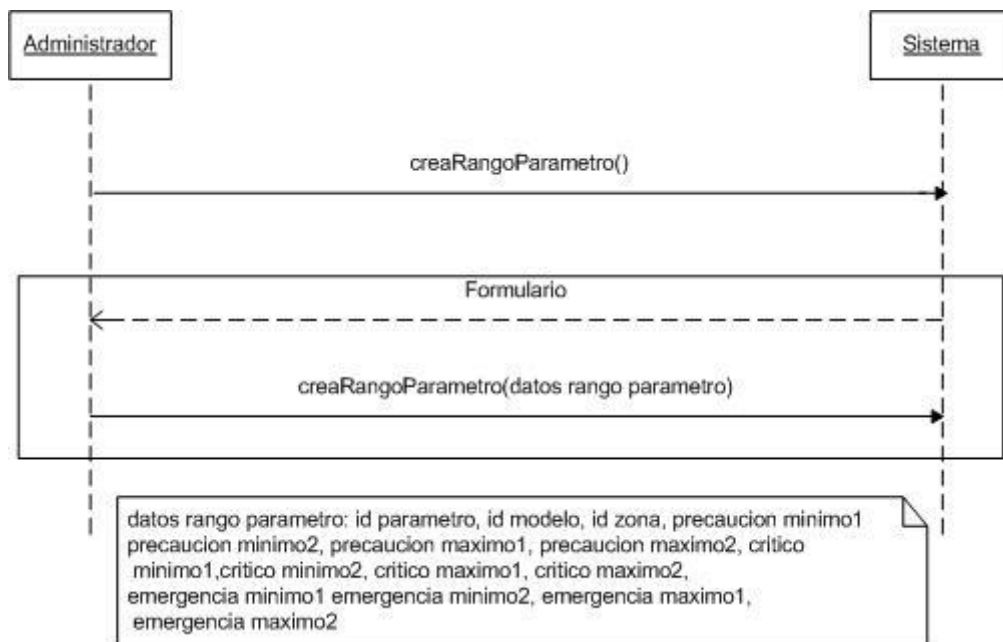 Administrador
Sistema
creaRangoParametro()
Formulario
creaRangoParametro(datos rango parametro)
datos rango parametro: id parametro, id modelo, id zona, precaucion minimo1
precaucion minimo2, precaucion maximo1, precaucion maximo2, critico
minimo1,critico minimo2, critico maximo1, critico maximo2,
emergencia minimo1 emergencia minimo2, emergencia maximo1,
emergencia maximo2